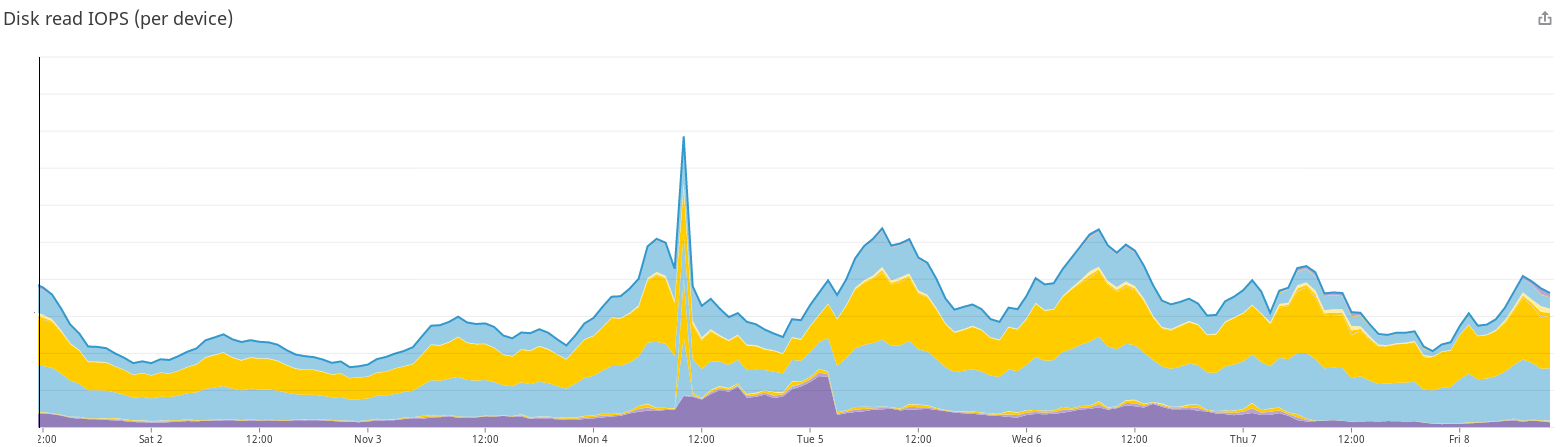 Disk read IOPS (per device)
2:00 Sat 2 12:00 Nov 3 12:00 Mon 4 12:00 Tue 5 12:00 Wed 6 12:00 Thu 7 12:00 Fri 8